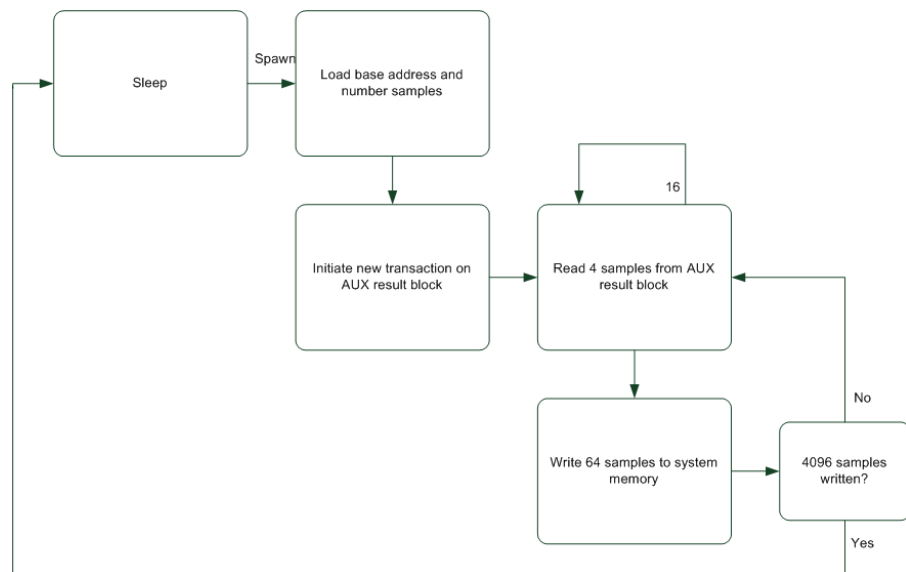 Spawn
Sleep
Load base address and
number samples
16
Initiate new transaction on
AUX result block
Read 4 samples from AUX
result block
No
Write 64 samples to system
memory
4096 samples
written?
Yes